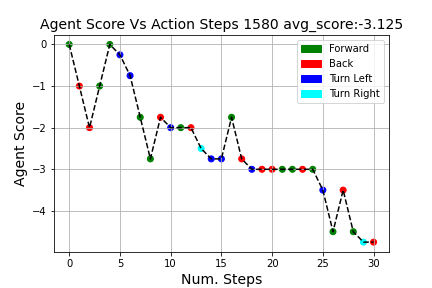 Agent Score Vs Action Steps 1580 avg_score:-3.125
Forward
Back
Turn Left
Turn Right
Agent Score
0
−1
−2
−3
−4
0 5 10 15 20 25 30
Num. Steps